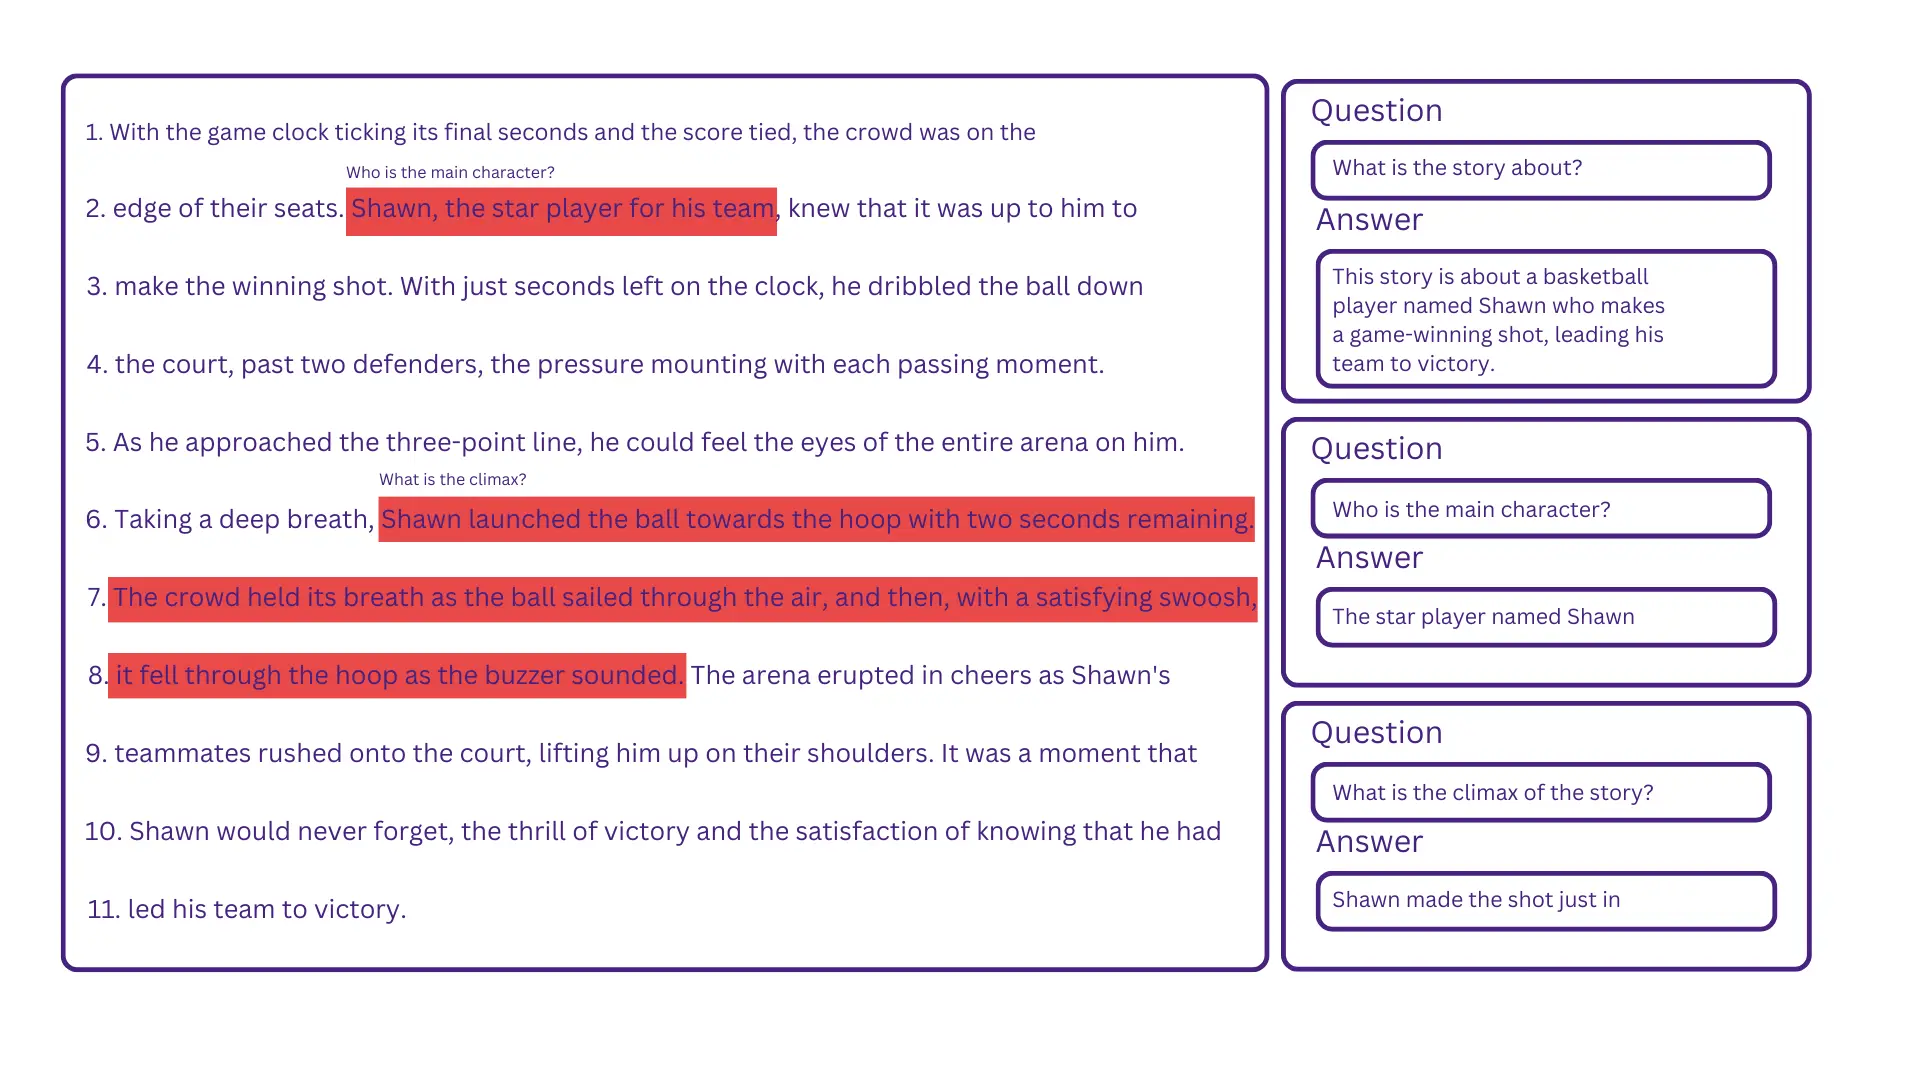 1. With the game clock ticking its final seconds and the score tied, the crowd was on the
Who is the main character?
2. edge of their seats. Shawn, the star player for his team, knew that it was up to him to
3. make the winning shot. With just seconds left on the clock, he dribbled the ball down
4. the court, past two defenders, the pressure mounting with each passing moment.
5. As he approached the three-point line, he could feel the eyes of the entire arena on him.
What is the climax?
6. Taking a deep breath, Shawn launched the ball towards the hoop with two seconds remaining.
7. The crowd held its breath as the ball sailed through the air, and then, with a satisfying swoosh,
8. it fell through the hoop as the buzzer sounded. The arena erupted in cheers as Shawn's
9. teammates rushed onto the court, lifting him up on their shoulders. It was a moment that
10. Shawn would never forget, the thrill of victory and the satisfaction of knowing that he had
11. led his team to victory.
Question
What is the story about?
Answer
This story is about a basketball
player named Shawn who makes
a game-winning shot, leading his
team to victory.
Question
Who is the main character?
Answer
The star player named Shawn
Question
What is the climax of the story?
Answer
Shawn made the shot just in